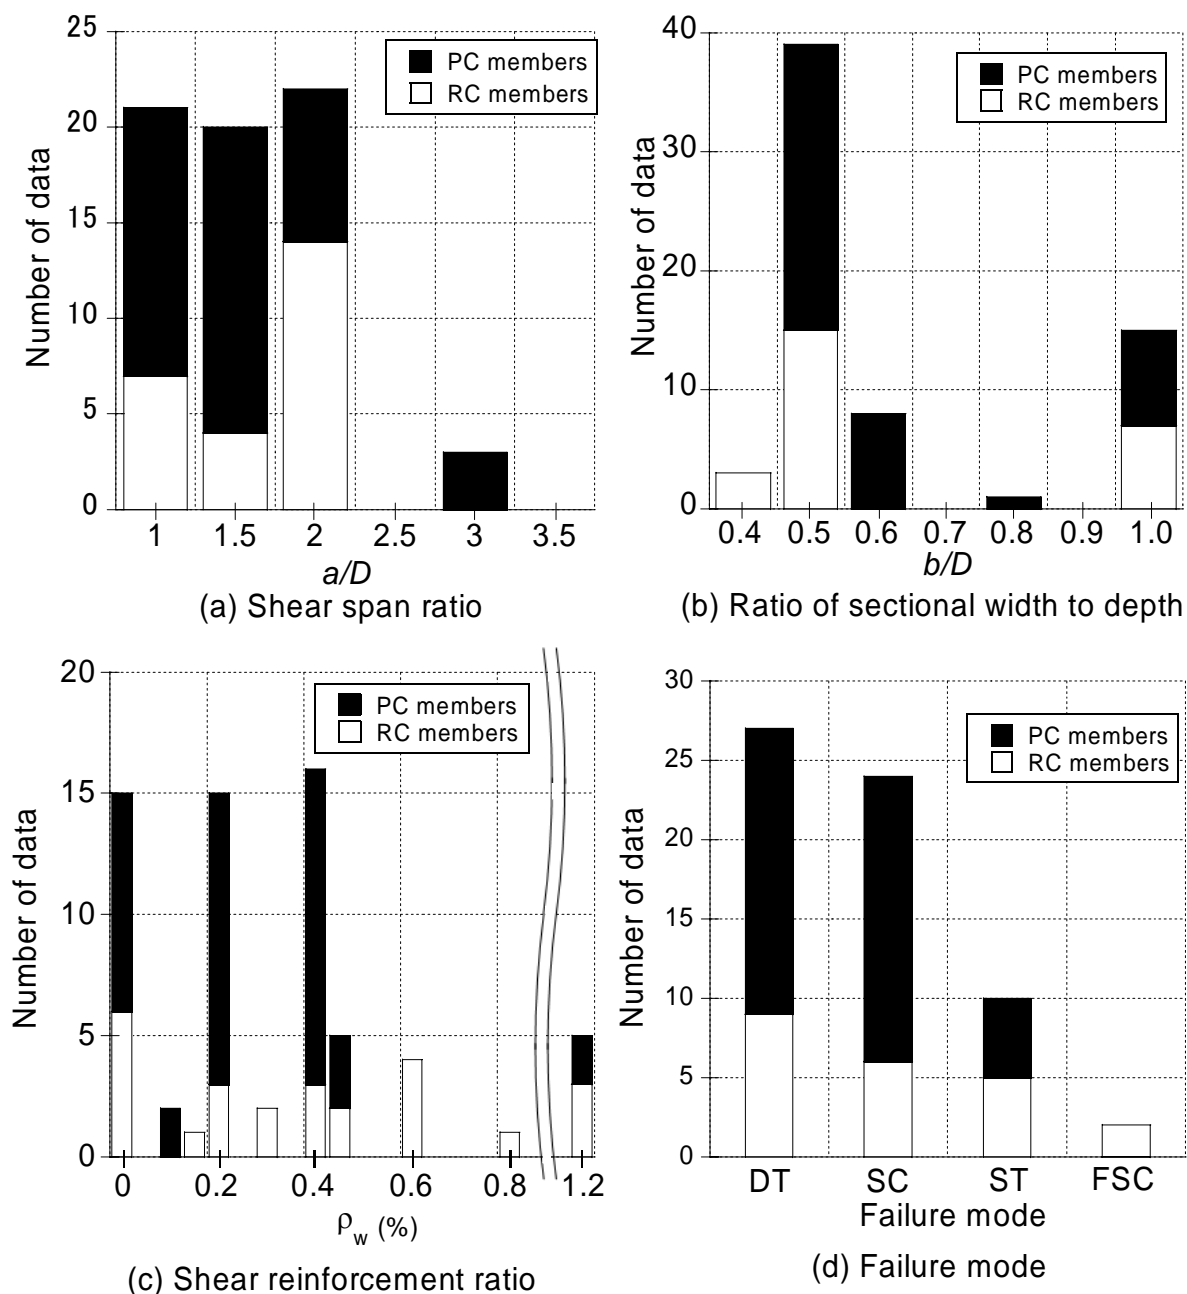 25
20
15
10
5
0
Number of data
PC members
RC members
1 1.5 2 2.5 3 3.5
a/D
(a) Shear span ratio
40
30
20
10
0
Number of data
PC members
RC members
0.4 0.5 0.6 0.7 0.8 0.9 1.0
b/D
(b) Ratio of sectional width to depth
20
15
10
5
0
Number of data
PC members
RC members
0 0.2 0.4 0.6 0.8 1.2
ρw (%)
(c) Shear reinforcement ratio
30
25
20
15
10
5
0
Number of data
PC members
RC members
DT SC ST FSC
Failure mode
(d) Failure mode